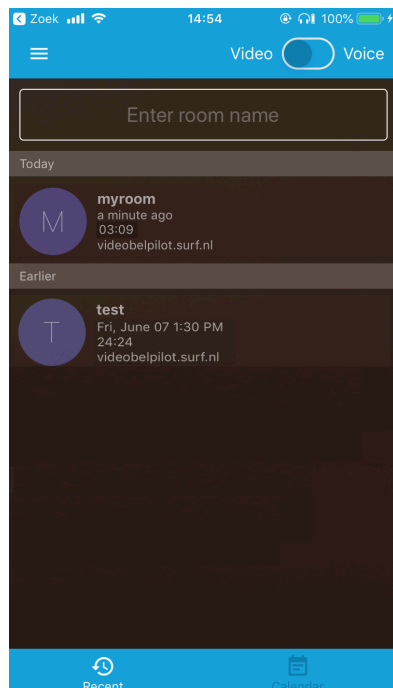 Zoek 14:54 100%
Video Voice
Enter room name
Today
M
myroom
a minute ago
03:09
videobelpilot.surf.nl
Earlier
T
test
Fri, June 07 1:30 PM
24:24
videobelpilot.surf.nl
Recent Calendar